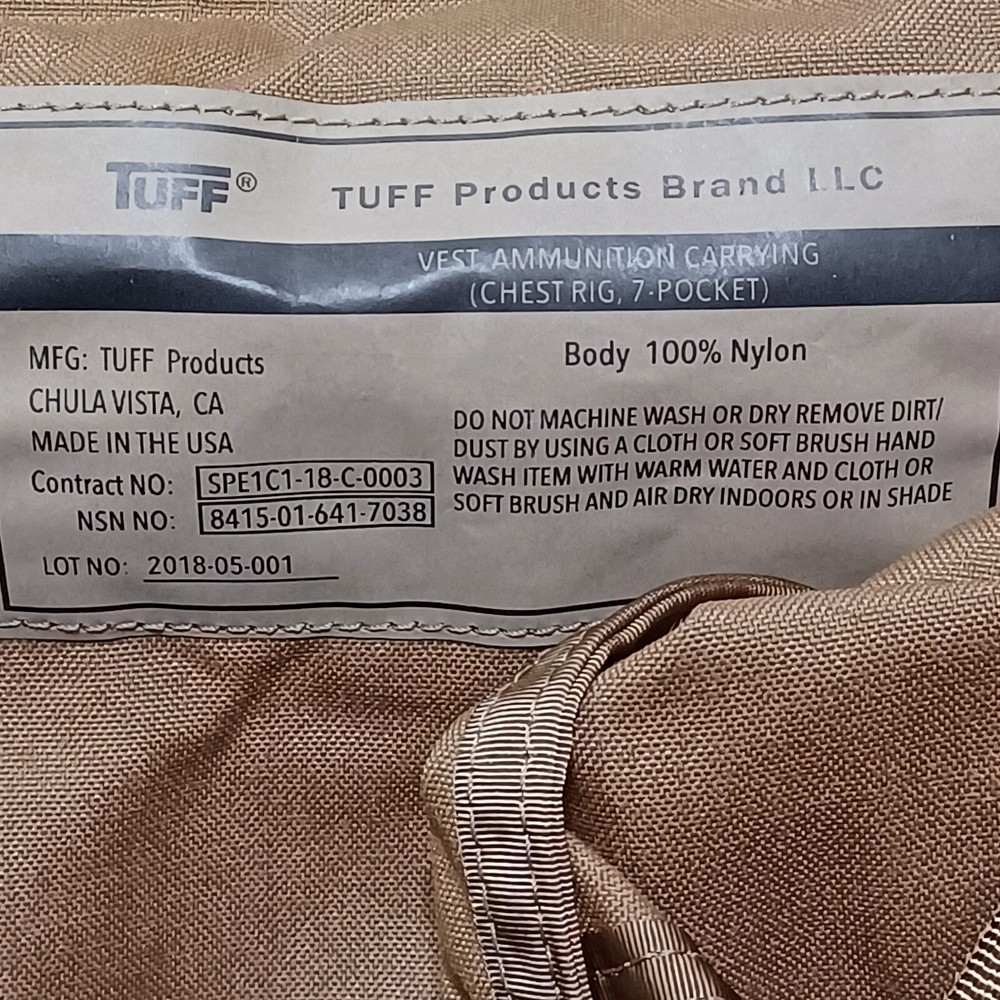 TUFF®
TUFF Products Brand LLC
VEST AMMUNITION CARRYING
(CHEST RIG, 7-POCKET)
MFG: TUFF Products
CHULA VISTA, CA
MADE IN THE USA
Contract NO: SPE1C1-18-C-0003
NSN NO: 8415-01-641-7038
LOT NO: 2018-05-001
Body 100% Nylon
DO NOT MACHINE WASH OR DRY REMOVE DIRT/
DUST BY USING A CLOTH OR SOFT BRUSH HAND
WASH ITEM WITH WARM WATER AND CLOTH OR
SOFT BRUSH AND AIR DRY INDOORS OR IN SHADE